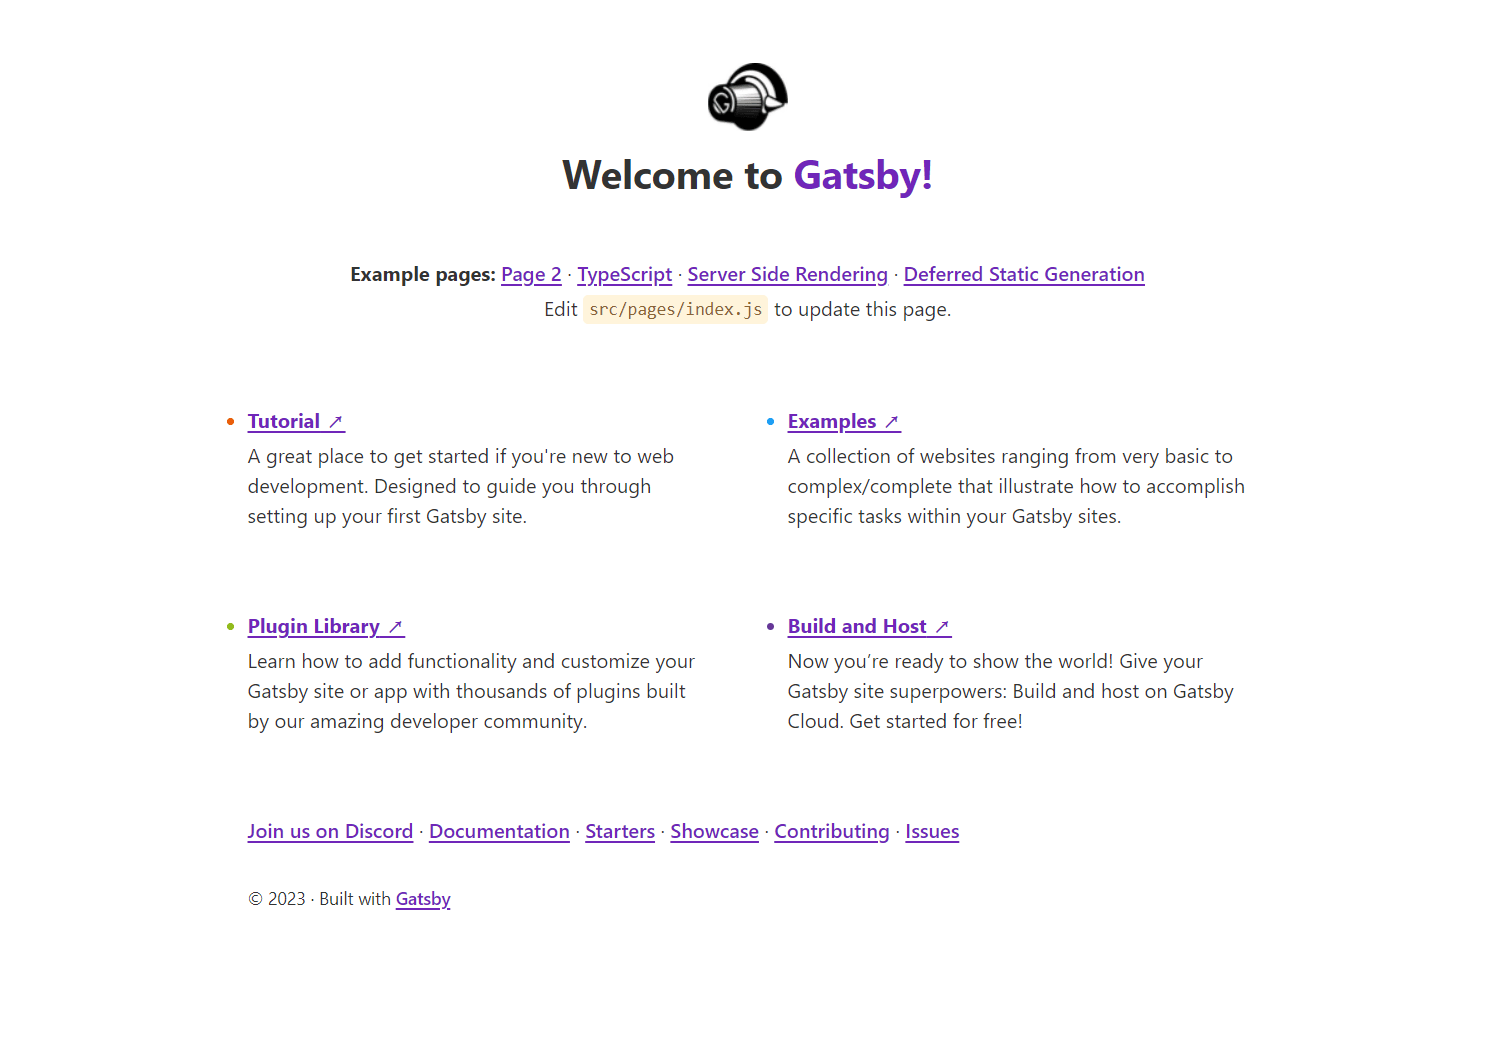 Welcome to Gatsby!
Example pages: Page 2 · TypeScript · Server Side Rendering · Deferred Static Generation
Edit src/pages/index.js to update this page.
Tutorial ➚
A great place to get started if you're new to web
development. Designed to guide you through
setting up your first Gatsby site.
Examples ➚
A collection of websites ranging from very basic to
complex/complete that illustrate how to accomplish
specific tasks within your Gatsby sites.
Plugin Library ➚
Learn how to add functionality and customize your
Gatsby site or app with thousands of plugins built
by our amazing developer community.
Build and Host ➚
Now you’re ready to show the world! Give your
Gatsby site superpowers: Build and host on Gatsby
Cloud. Get started for free!
Join us on Discord · Documentation · Starters · Showcase · Contributing · Issues
© 2023 · Built with Gatsby